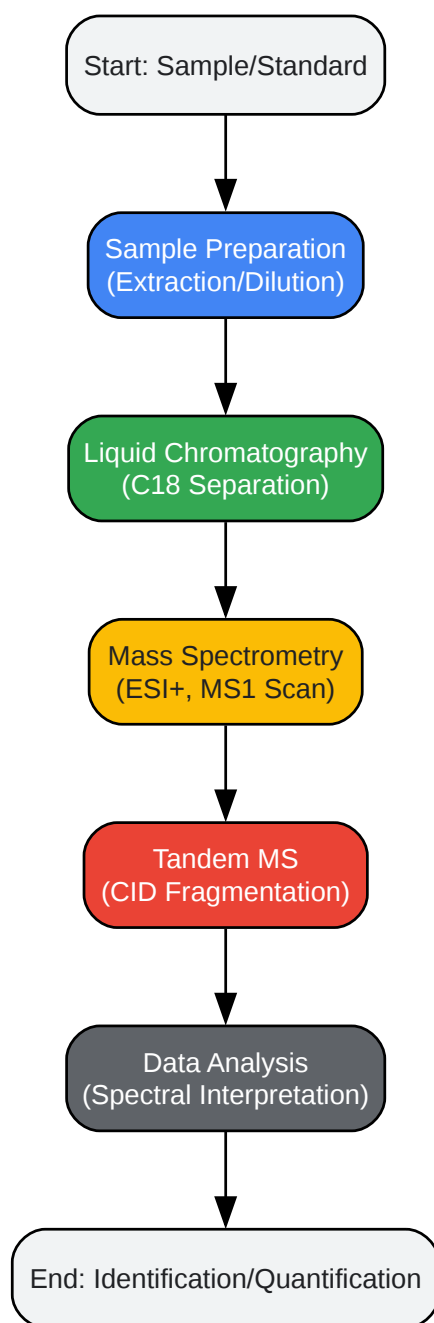 Start: Sample/Standard
Sample Preparation
(Extraction/Dilution)
Liquid Chromatography
(C18 Separation)
Mass Spectrometry
(ESI+, MS1 Scan)
Tandem MS
(CID Fragmentation)
Data Analysis
(Spectral Interpretation)
End: Identification/Quantification